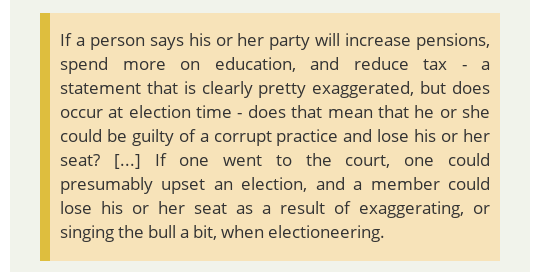 If a person says his or her party will increase pensions,
spend more on education, and reduce tax - a
statement that is clearly pretty exaggerated, but does
occur at election time - does that mean that he or she
could be guilty of a corrupt practice and lose his or her
seat? [...] If one went to the court, one could
presumably upset an election, and a member could
lose his or her seat as a result of exaggerating, or
singing the bull a bit, when electioneering.